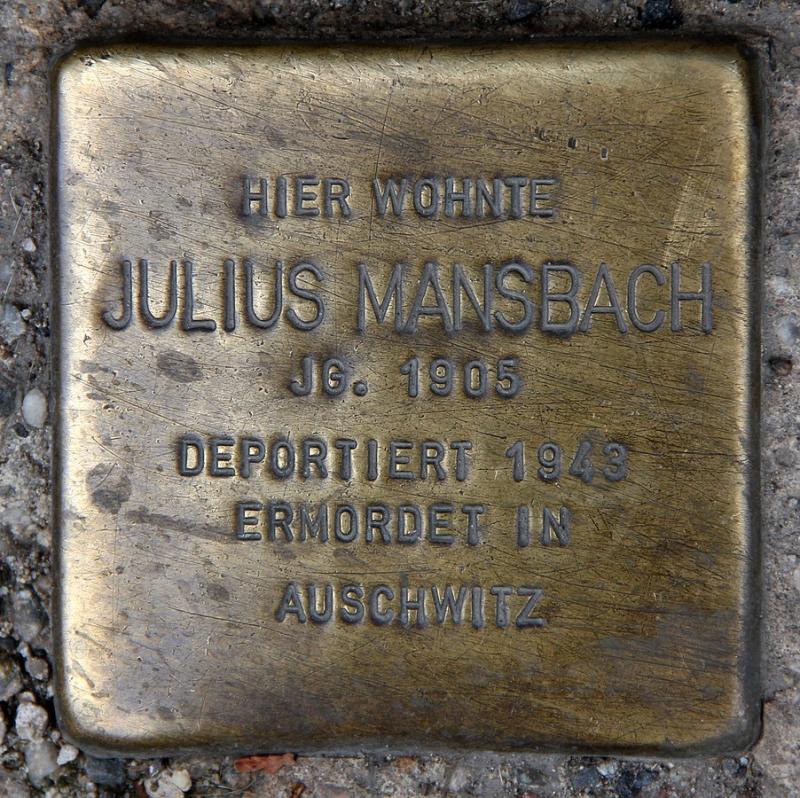 HIER WOHNTE
JULIUS MANSBACH
JG. 1905
DEPORTIERT 1943
ERMORDET IN
AUSCHWITZ